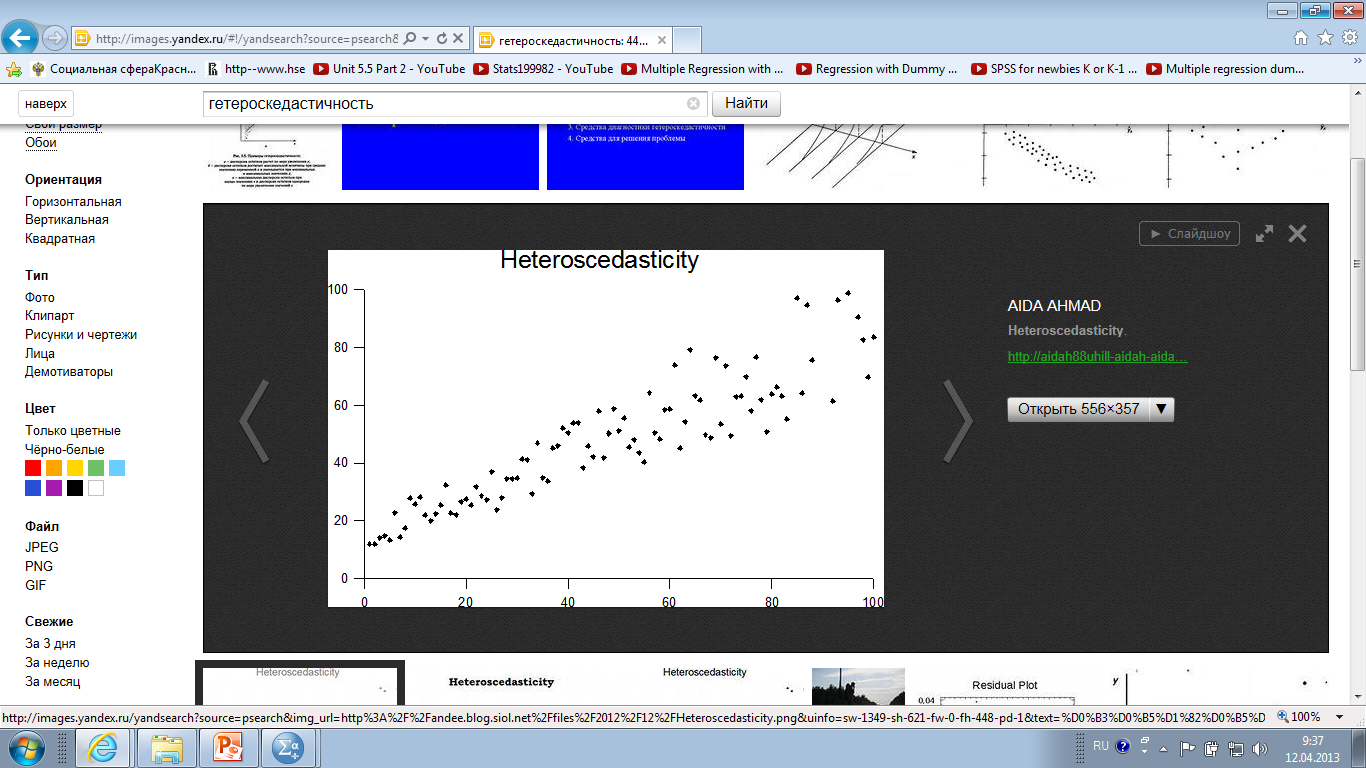 http://images.yandex.ru/#!/yandsearch?source=psearch&
гетероскедастичность: 44...
Социальная сфераКрасн...
http--www.hse
Unit 5.5 Part 2 - YouTube
Stats199982 - YouTube
Multiple Regression with ...
Regression with Dummy ...
SPSS for newbies K or K-1 ...
Multiple regression dum...
наверх
гетероскедастичность
Найти
Свой размер
Обои
3. Средства диагностики гетероскедастичности
4. Средства для решения проблемы
x
Ориентация
Горизонтальная
Вертикальная
Квадратная
Тип
Фото
Клипарт
Рисунки и чертежи
Лица
Демотиваторы
Цвет
Только цветные
Чёрно-белые
Файл
JPEG
PNG
GIF
Свежие
За 3 дня
За неделю
За месяц
Слайдшоу
Heteroscedasticity
100
80
60
40
20
0
0 20 40 60 80 100
AIDA AHMAD
Heteroscedasticity.
http://aidah88uhill-aidah-aida...
Открыть 556×357
Heteroscedasticity
Heteroscedasticity
Heteroscedasticity
Residual Plot
0,04
y
http://images.yandex.ru/yandsearch?source=psearch&img_url=http%3A%2F%2Fandee.blog.siol.net%2Ffiles%2F2012%2F12%2FHeteroscedasticity.png&uinfo=sw-1349-sh-621-fw-0-fh-448-pd-1&text=%D0%B3%D0%B5%D1%82%D0%B5%D
100%
RU
9:37
12.04.2013